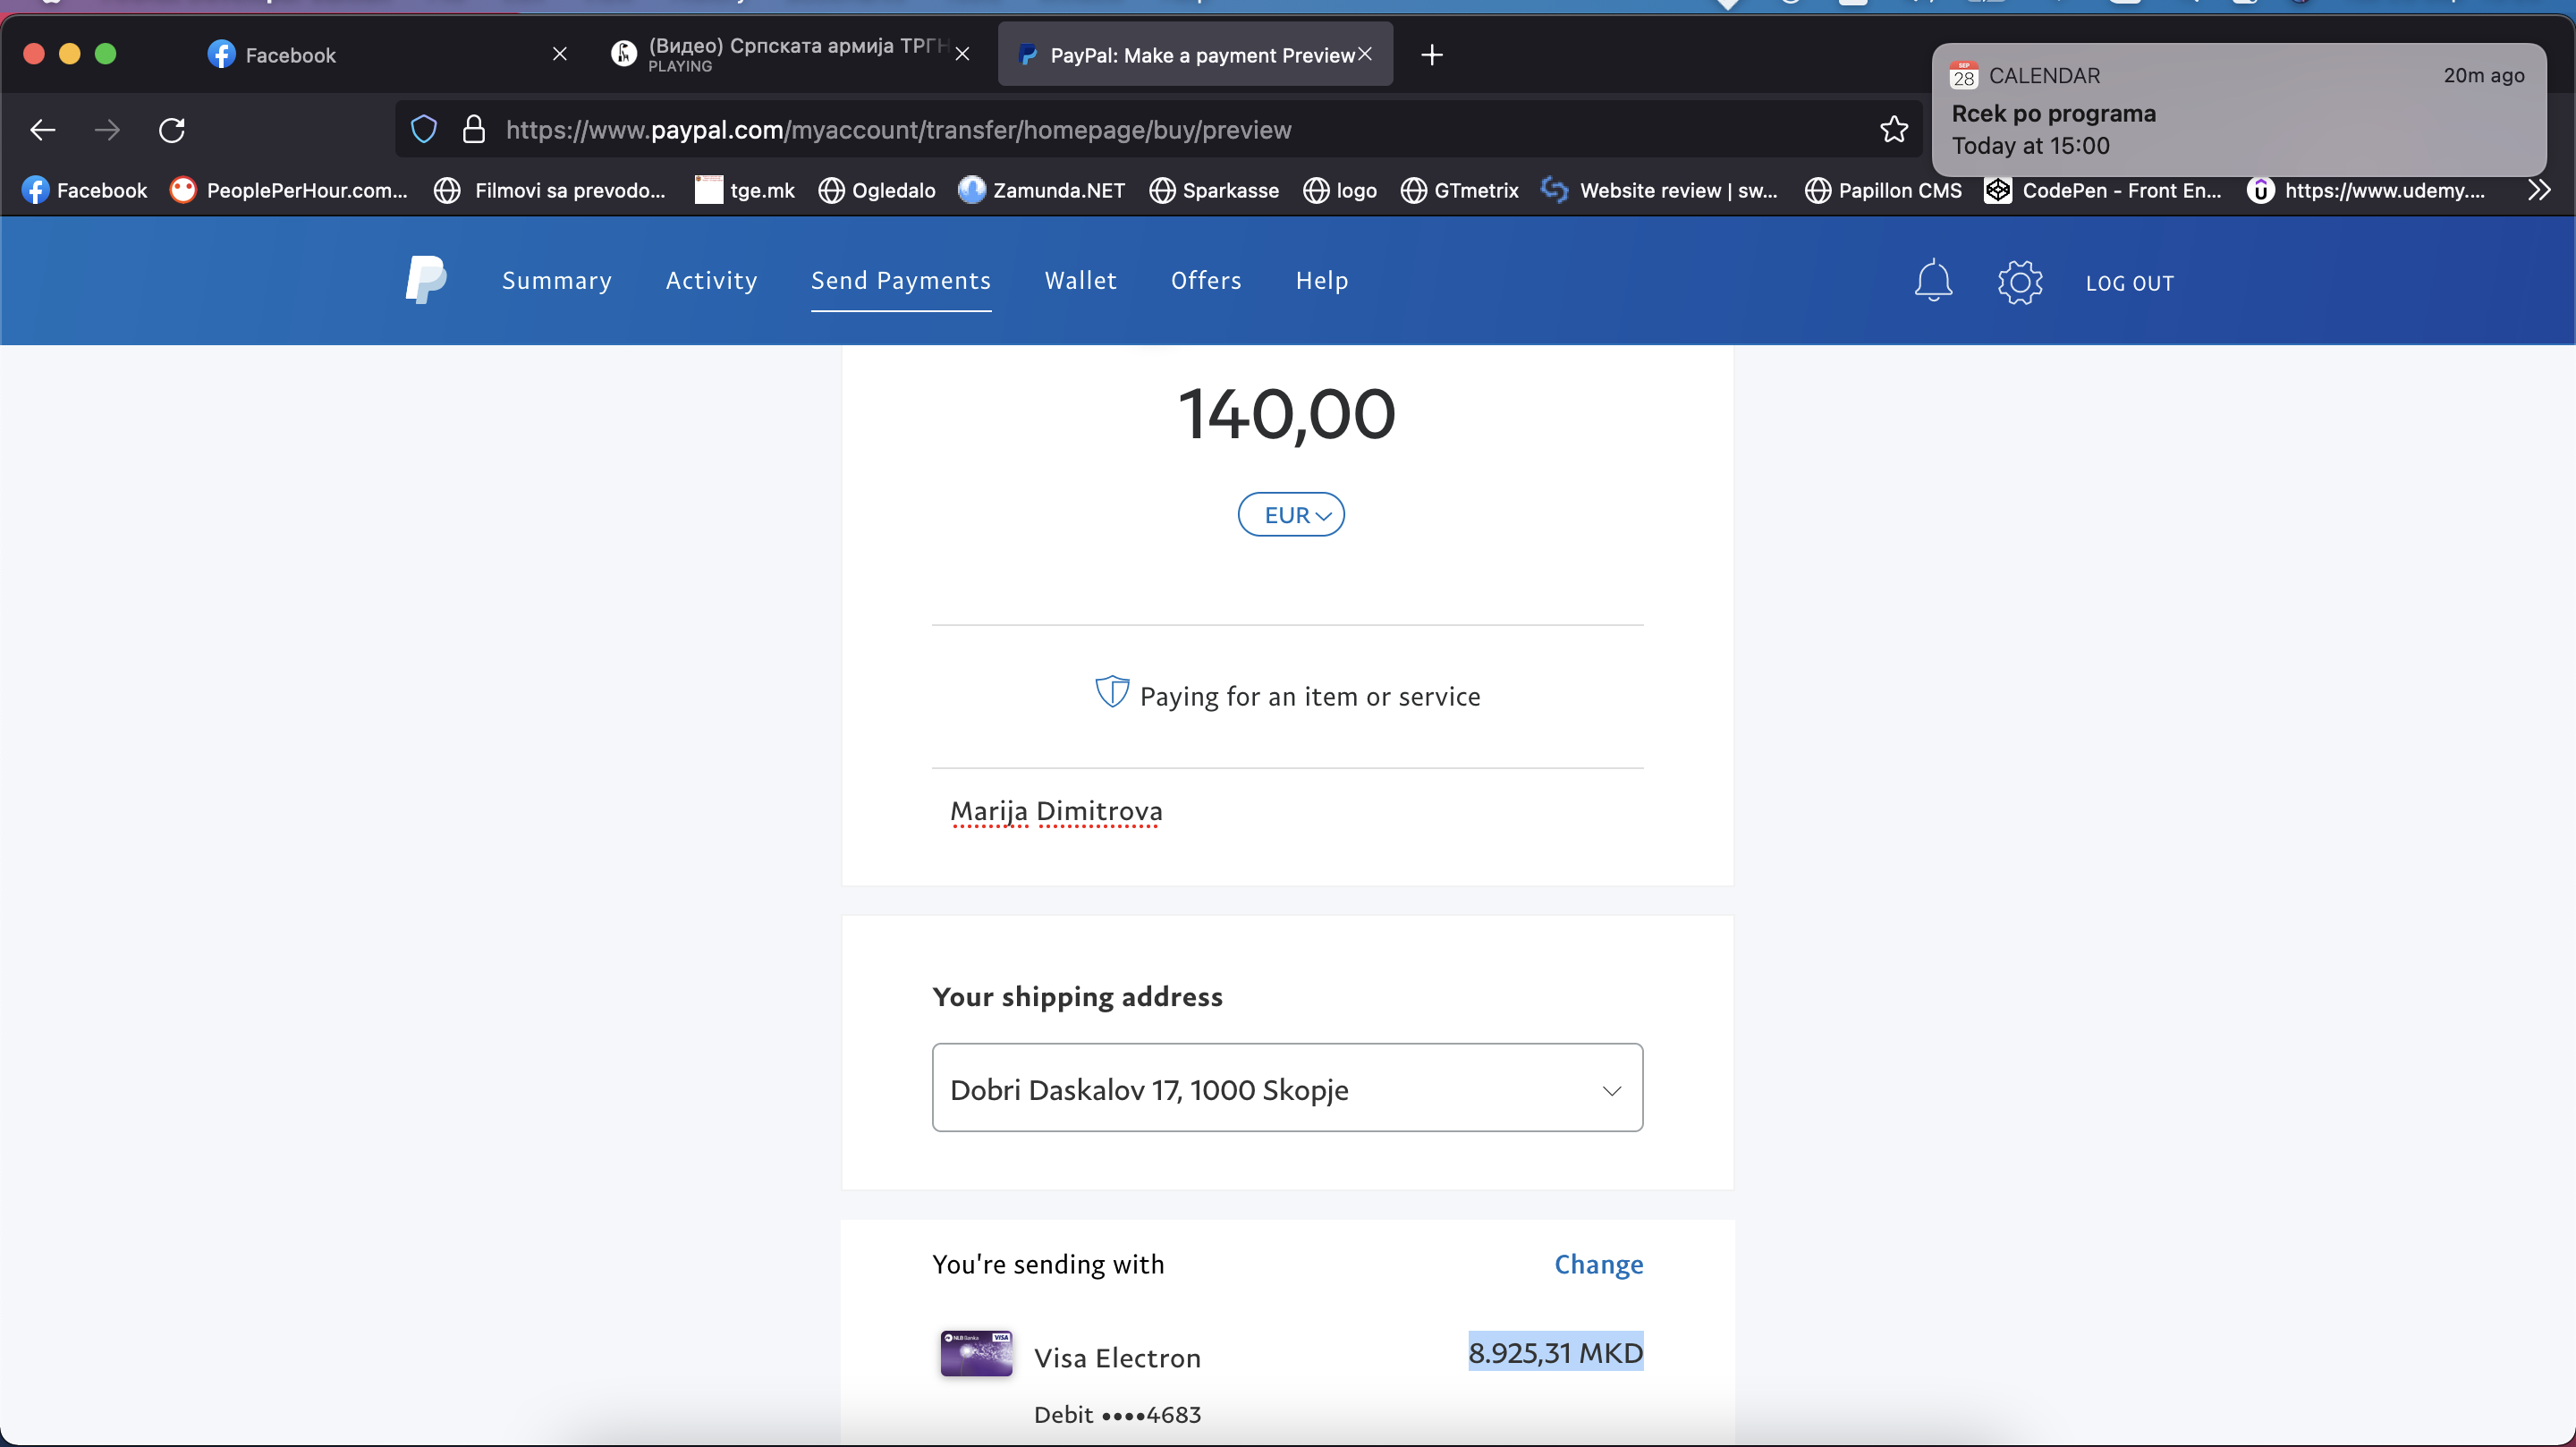 Facebook
(Видео) Српската армија ТРГН
PLAYING
PayPal: Make a payment Preview
SEP
28
CALENDAR
20m ago
Rcek po programa
Today at 15:00
https://www.paypal.com/myaccount/transfer/homepage/buy/preview
Facebook
PeoplePerHour.com...
Filmovi sa prevodo...
tge.mk
Ogledalo
Zamunda.NET
Sparkasse
logo
GTmetrix
Website review | sw...
Papillon CMS
CodePen - Front En...
https://www.udemy....
Summary
Activity
Send Payments
Wallet
Offers
Help
LOG OUT
140,00
EUR
Paying for an item or service
Marija Dimitrova
Your shipping address
Dobri Daskalov 17, 1000 Skopje
You're sending with
Change
NLB Banka
VISA
Visa Electron
8.925,31 MKD
Debit ••••4683